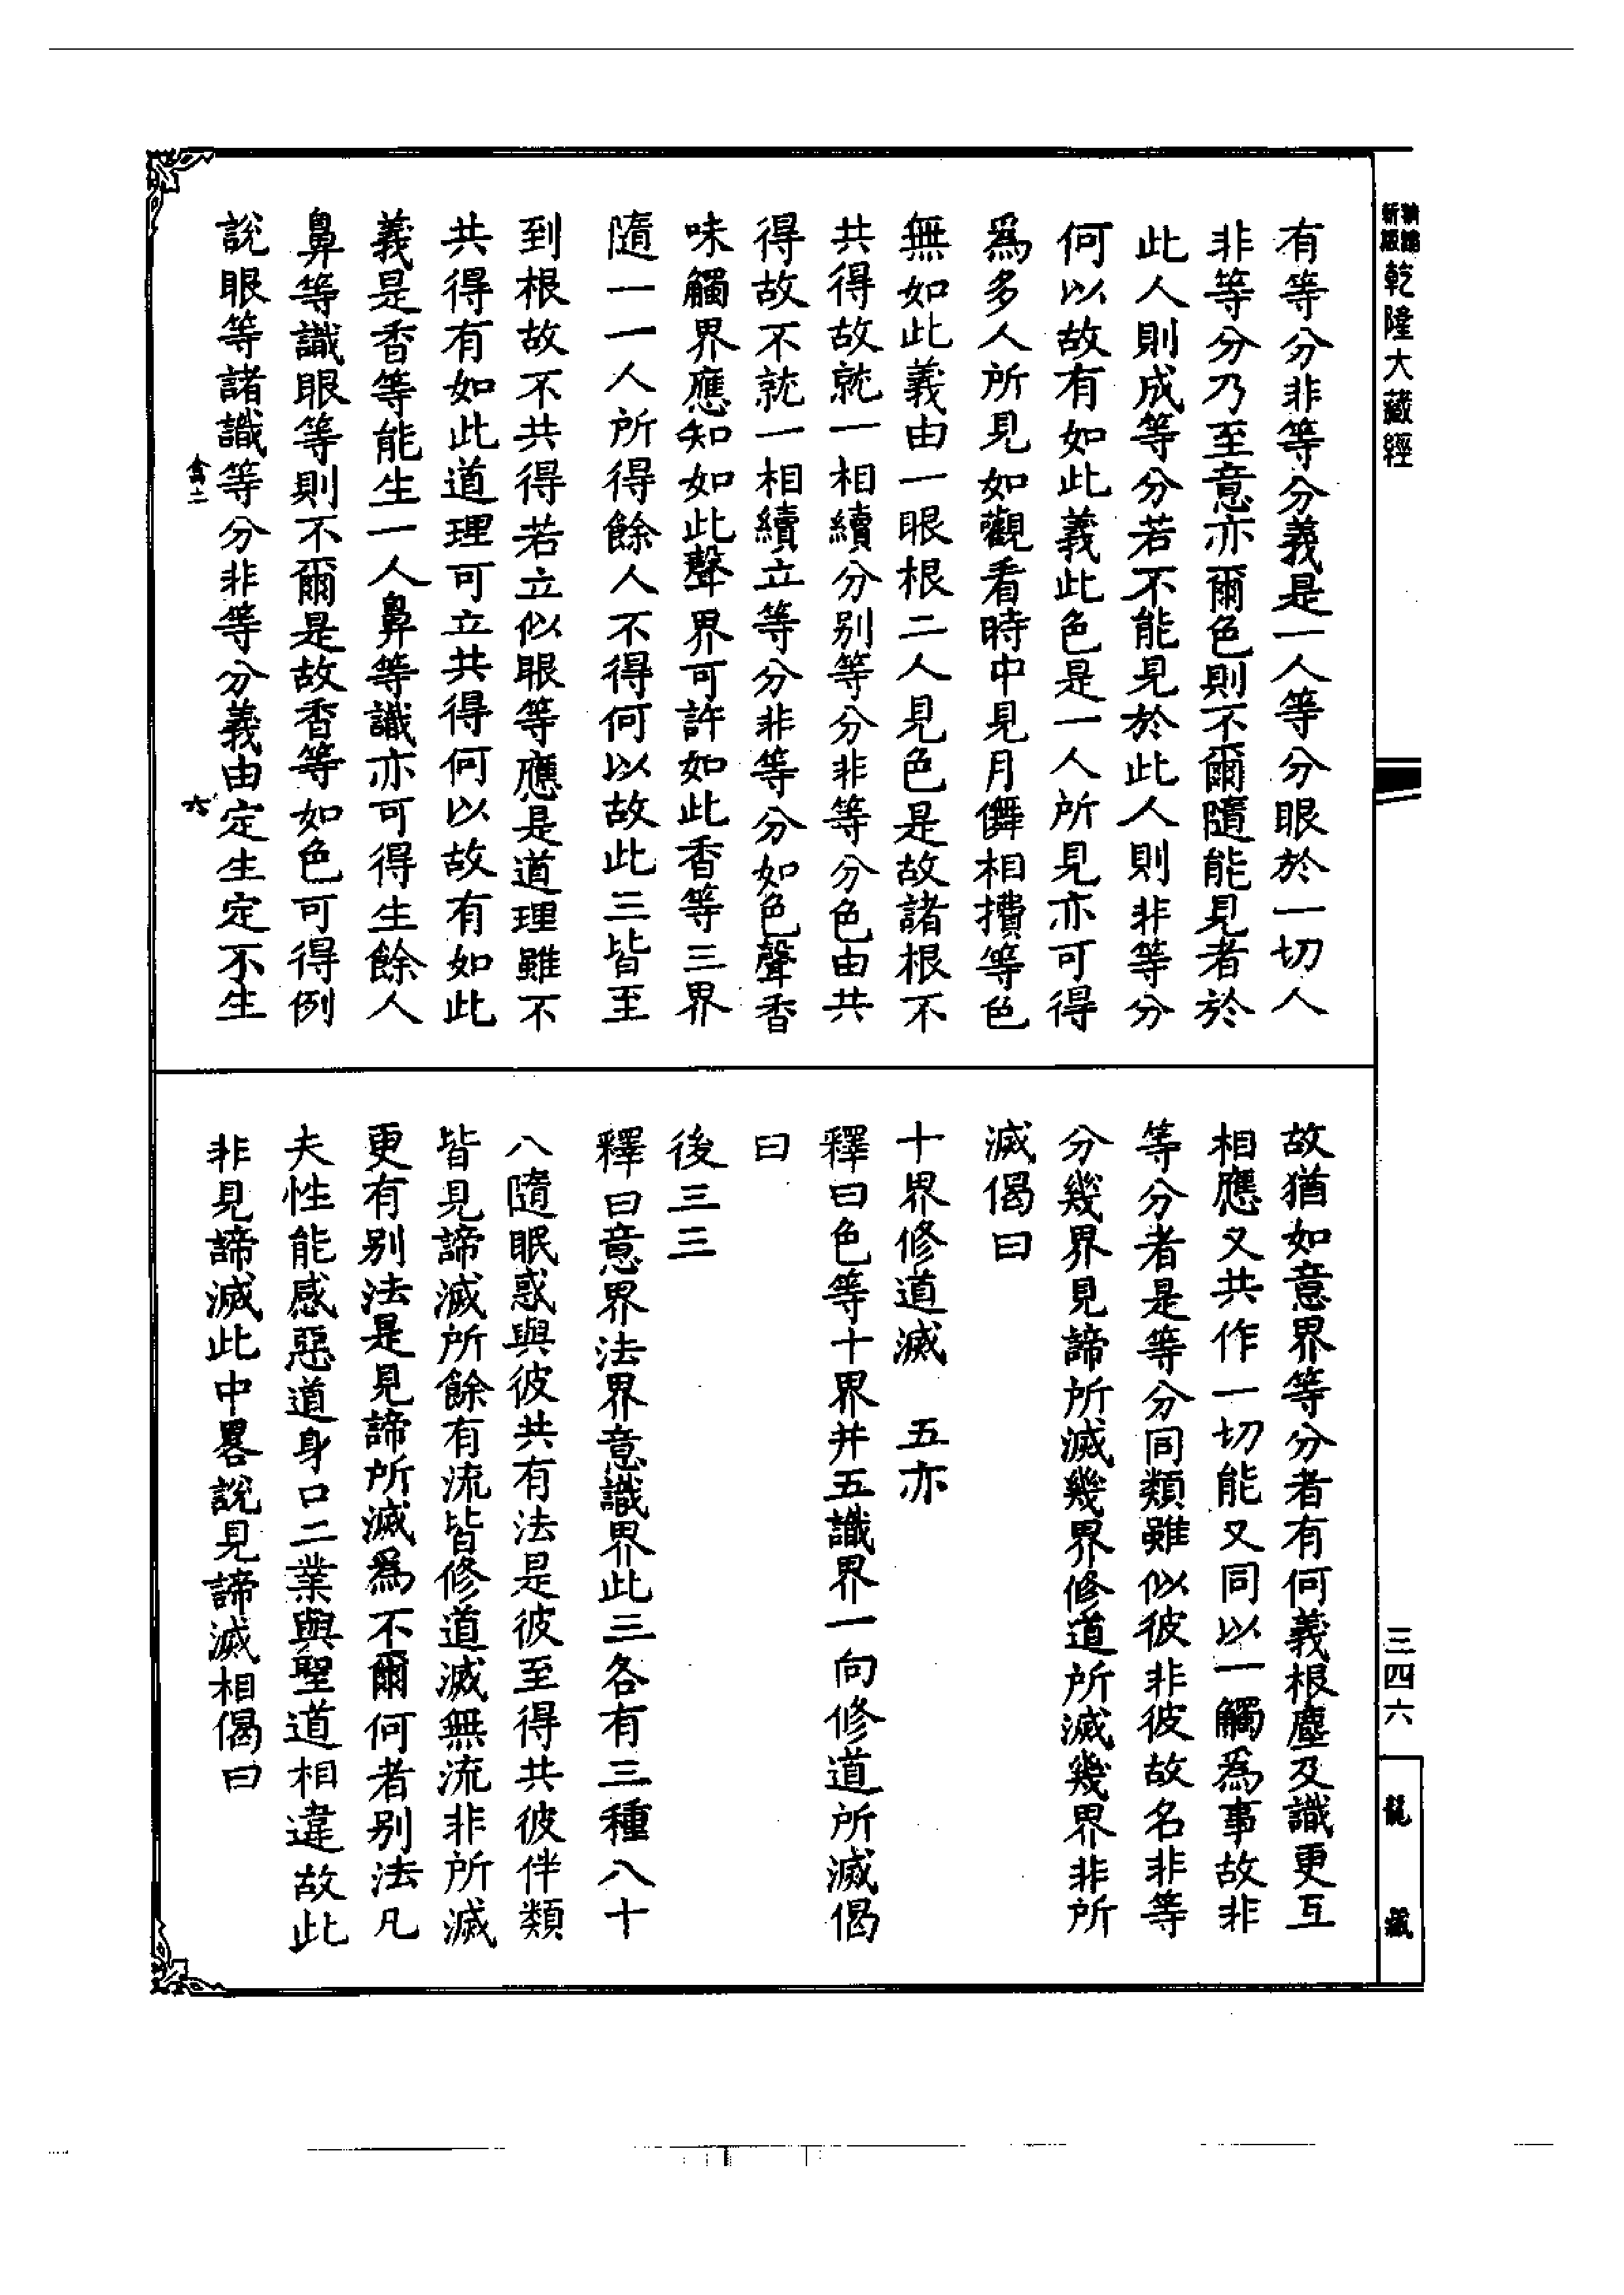 新版
乾隆大藏經
有等分非等分義是一人等分眼於一切人
非等分乃至意亦爾色則不爾隨能見者於
此人則成等分若不能見於此人則非等分
何以故有如此義此色是一人所見亦可得
爲多人所見如觀看時中見月儛相撲等色
無如此義由一眼根二人見色是故諸根不
共得故就一相續分別等分非等分色由共
得故不就一相續立等分非等分如色聲香
味觸界應知如此聲界可許如此香等三界
隨一一人所得餘人不得何以故此三皆至
到根故不共得若立似眼等應是道理雖不
共得有如此道理可立共得何以故有如此
義是香等能生一人鼻等識亦可得生餘人
鼻等識眼等則不爾是故香等如色可得例
說眼等諸識等分非等分義由定生定不生
六
故猶如意界等分者有何義根塵及識更互
相應又共作一切能又同以一觸爲事故非
等分者是等分同類雖似彼非彼故名非等
分幾界見諦所滅幾界修道所滅幾界非所
滅偈曰
十界修道滅　五亦
釋曰色等十界并五識界一向修道所滅偈
曰
後三三
釋曰意界法界意識界此三各有三種八十
八隨眠惑與彼共有法是彼至得共彼伴類
皆見諦滅所餘有流皆修道滅無流非所滅
更有別法是見諦所滅爲不爾何者別法凡
夫性能感惡道身口二業與聖道相違故此
非見諦滅此中畧說見諦滅相偈曰
三四六
龍藏